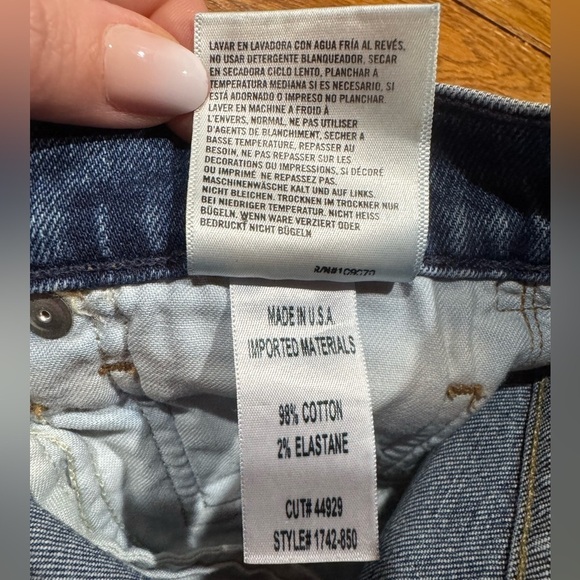 LAVAR EN LAVADORA CON AGUA FRÍA AL REVÉS,
NO USAR DETERGENTE BLANQUEADOR, SECAR
EN SECADORA CICLO LENTO, PLANCHAR A
TEMPERATURA MEDIANA SI ES NECESARIO, SI
ESTÁ ADORNADO O IMPRESO NO PLANCHAR.
LAVER EN MACHINE A FROID À
L'ENVERS, NORMAL, NE PAS UTILISER
D'AGENTS DE BLANCHIMENT, SECHER A
BASSE TEMPERATURE, REPASSER AU
BESOIN, NE PAS REPASSER SUR LES
DECORATIONS OU IMPRESSIONS, SI DÉCORÉ
OU IMPRIMÉ NE REPASSEZ PAS.
MASCHINENWÄSCHE KALT UND AUF LINKS.
NICHT BLEICHEN. TROCKNEN IM TROCKNER NUR
BEI NIEDRIGER TEMPERATUR. NICHT HEISS
BÜGELN, WENN WARE VERZIERT ODER
BEDRUCKT NICHT BÜGELN
MADE IN U.S.A.
IMPORTED MATERIALS
98% COTTON
2% ELASTANE
CUT# 44929
STYLE# 1742-850